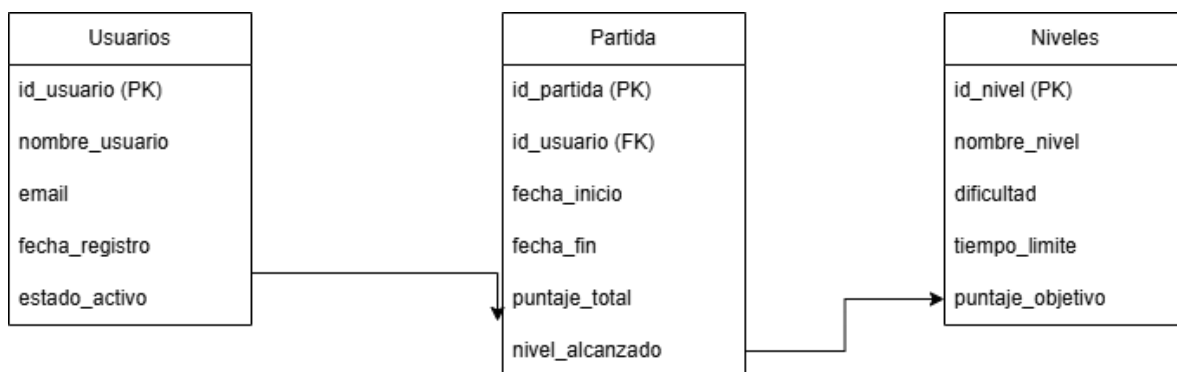 Usuarios
id_usuario (PK)
nombre_usuario
email
fecha_registro
estado_activo
Partida
id_partida (PK)
id_usuario (FK)
fecha_inicio
fecha_fin
puntaje_total
nivel_alcanzado
Niveles
id_nivel (PK)
nombre_nivel
dificultad
tiempo_limite
puntaje_objetivo